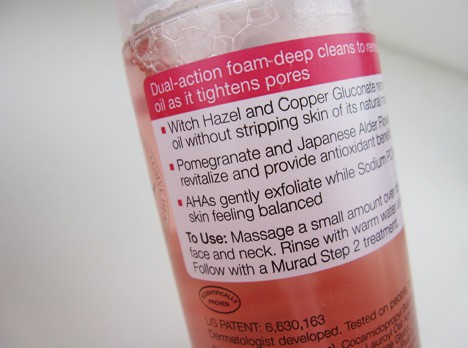 Dual-action foam-deep cleans to
oil as it tightens pores
▪ Witch Hazel and Copper Gluconate
oil without stripping skin of its natural
▪ Pomegranate and Japanese Alder
revitalize and provide antioxidant
▪ AHAs gently exfoliate while Sodium
skin feeling balanced
To Use: Massage a small amount over
face and neck. Rinse with warm water
Follow with a Murad Step 2 treatment.
SCIENTIFICALLY
PROVEN
US PATENT: 6,630,163
Dermatologist developed. Tested on people,
Cocamidopropyl